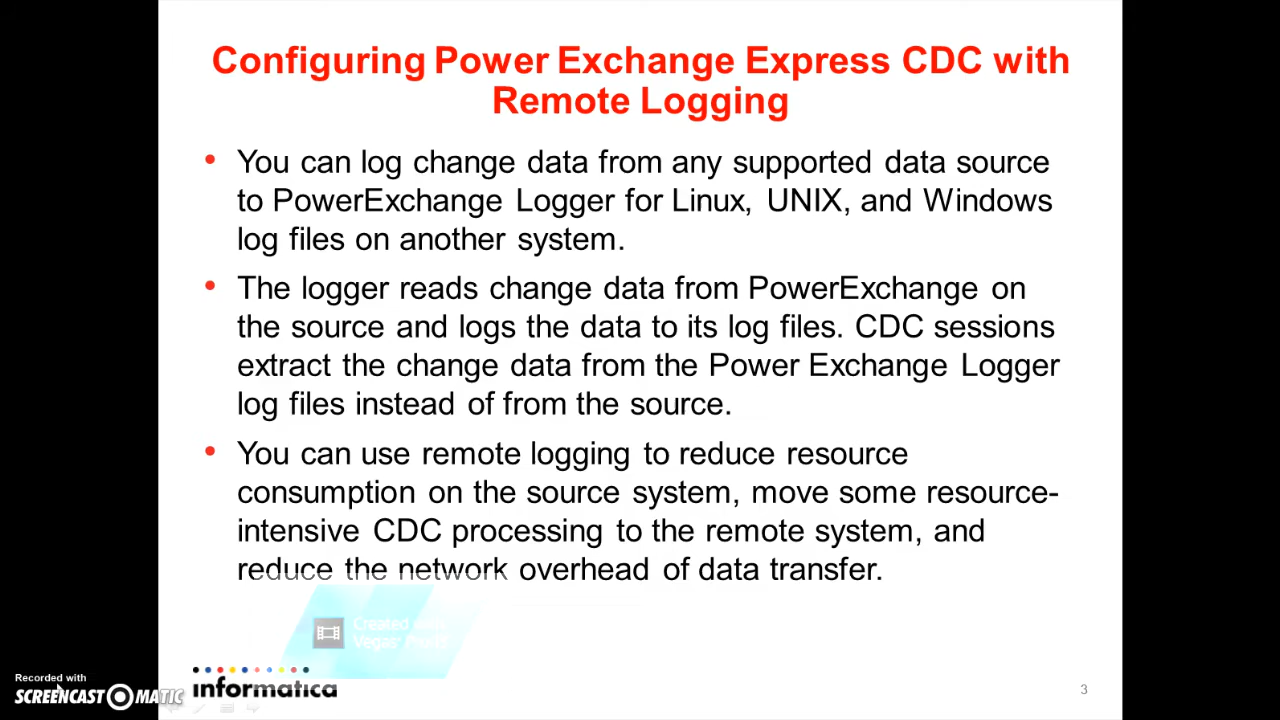 Configuring Power Exchange Express CDC with
Remote Logging
• You can log change data from any supported data source
to PowerExchange Logger for Linux, UNIX, and Windows
log files on another system.
• The logger reads change data from PowerExchange on
the source and logs the data to its log files. CDC sessions
extract the change data from the Power Exchange Logger
log files instead of from the source.
• You can use remote logging to reduce resource
consumption on the source system, move some resource-
intensive CDC processing to the remote system, and
reduce the network overhead of data transfer.
Created with
Vegas
informatica
3
Recorded with
SCREENCAST MATIC